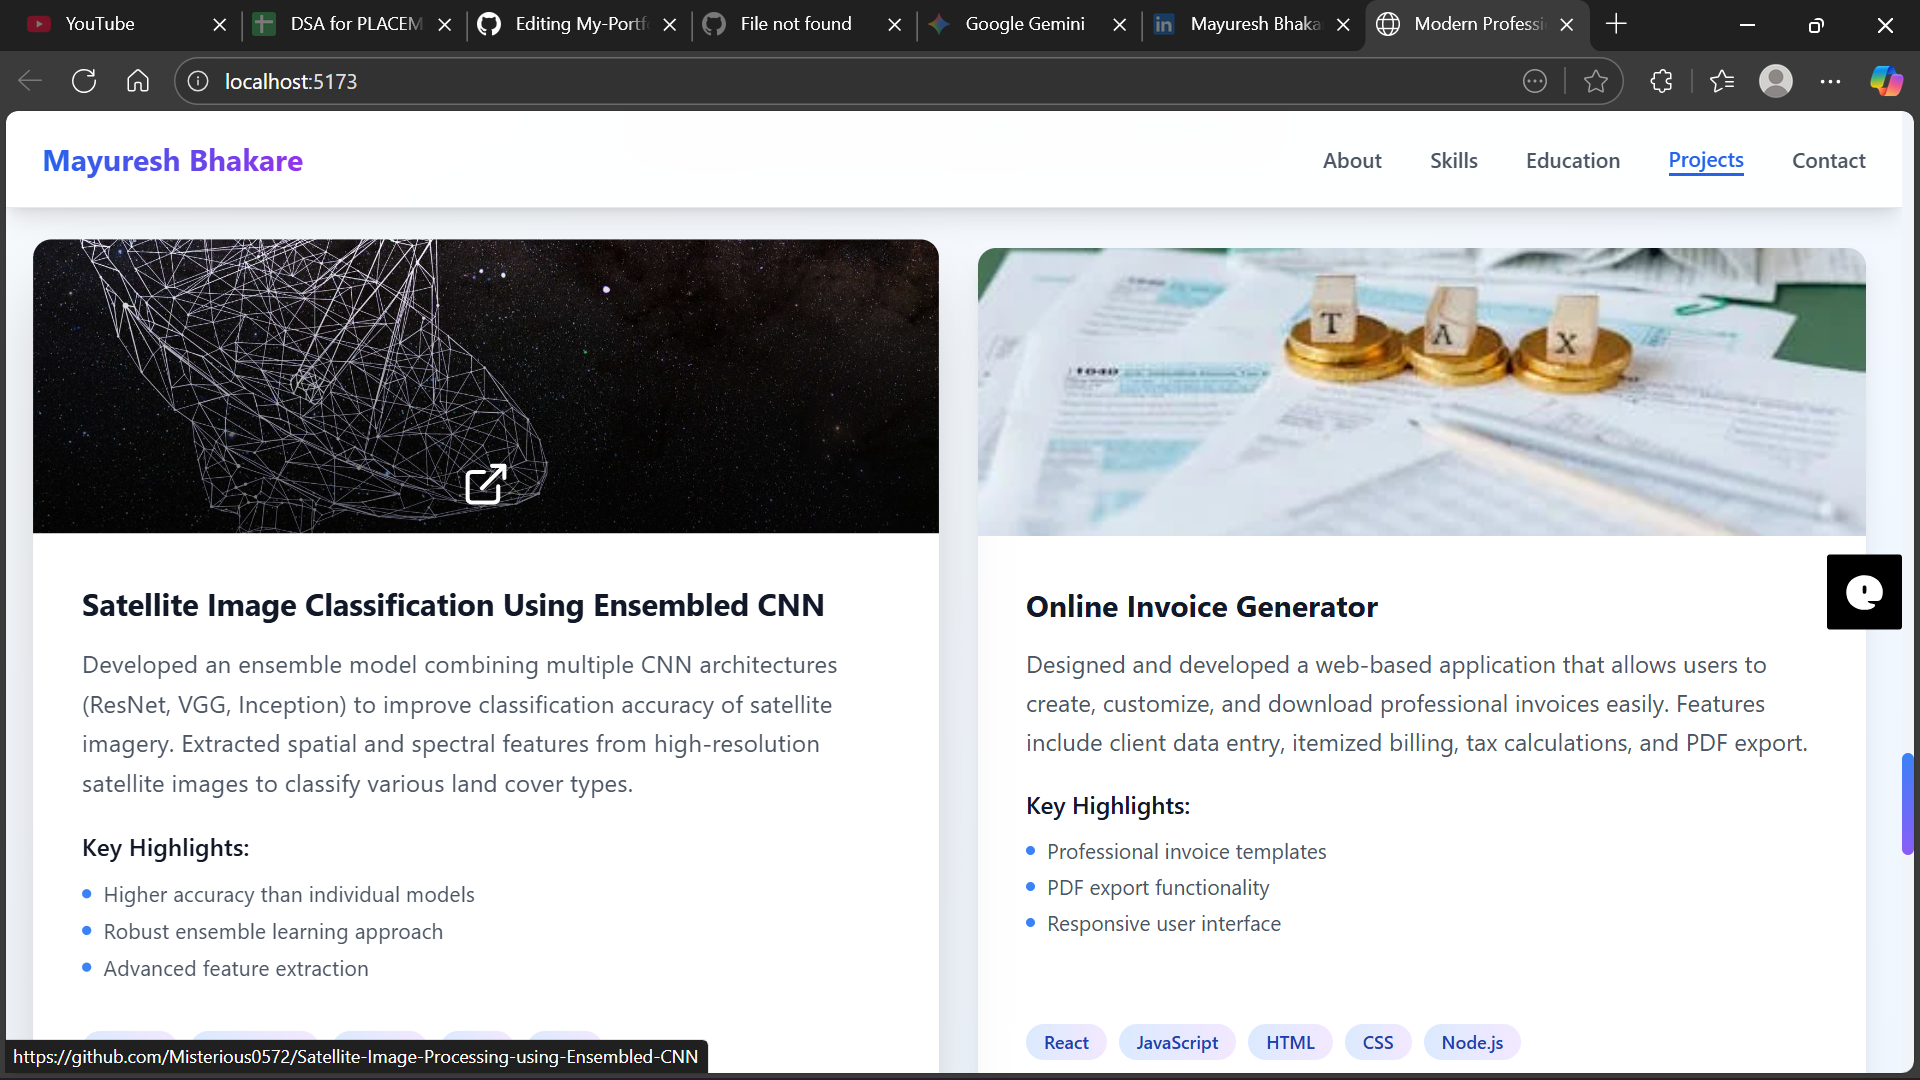 YouTube
DSA for PLACEM
Editing My-Portf
File not found
Google Gemini
Mayuresh Bhaka
Modern Professi
localhost:5173
Mayuresh Bhakare
About
Skills
Education
Projects
Contact
T A X
1040
Satellite Image Classification Using Ensembled CNN
Developed an ensemble model combining multiple CNN architectures
(ResNet, VGG, Inception) to improve classification accuracy of satellite
imagery. Extracted spatial and spectral features from high-resolution
satellite images to classify various land cover types.
Key Highlights:
Higher accuracy than individual models
Robust ensemble learning approach
Advanced feature extraction
Online Invoice Generator
Designed and developed a web-based application that allows users to
create, customize, and download professional invoices easily. Features
include client data entry, itemized billing, tax calculations, and PDF export.
Key Highlights:
Professional invoice templates
PDF export functionality
Responsive user interface
React
JavaScript
HTML
CSS
Node.js
https://github.com/Misterious0572/Satellite-Image-Processing-using-Ensembled-CNN